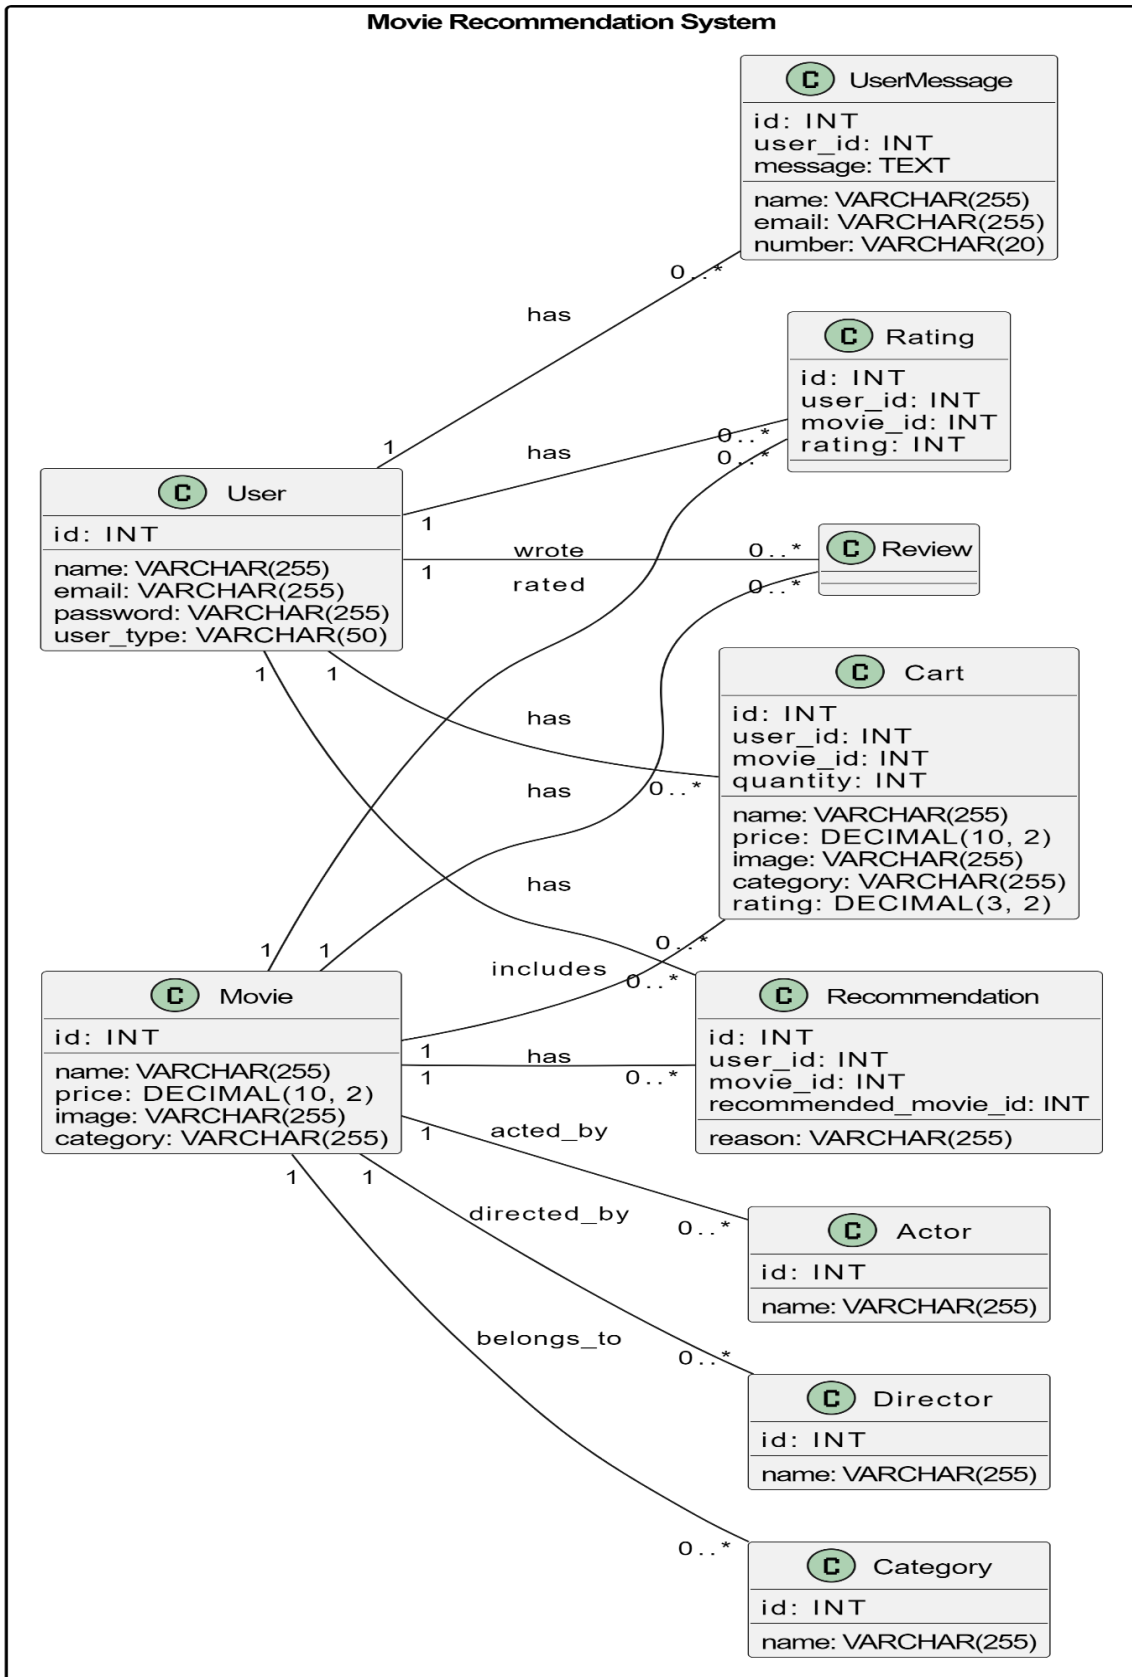 Movie Recommendation System
C UserMessage
id: INT
user_id: INT
message: TEXT
name: VARCHAR(255)
email: VARCHAR(255)
number: VARCHAR(20)
0..*
has
1
C Rating
id: INT
user_id: INT
movie_id: INT
rating: INT
0..*
0..*
has
1
C User
id: INT
name: VARCHAR(255)
email: VARCHAR(255)
password: VARCHAR(255)
user_type: VARCHAR(50)
C Review
wrote
0..*
1
rated
0..*
1
1
C Cart
id: INT
user_id: INT
movie_id: INT
quantity: INT
name: VARCHAR(255)
price: DECIMAL(10, 2)
image: VARCHAR(255)
category: VARCHAR(255)
rating: DECIMAL(3, 2)
has
has
0..*
has
0..*
1
1
includes
0..*
C Movie
id: INT
name: VARCHAR(255)
price: DECIMAL(10, 2)
image: VARCHAR(255)
category: VARCHAR(255)
C Recommendation
id: INT
user_id: INT
movie_id: INT
recommended_movie_id: INT
reason: VARCHAR(255)
1
has
1
0..*
acted_by
1
1
1
directed_by
0..*
C Actor
id: INT
name: VARCHAR(255)
belongs_to
0..*
C Director
id: INT
name: VARCHAR(255)
0..*
C Category
id: INT
name: VARCHAR(255)